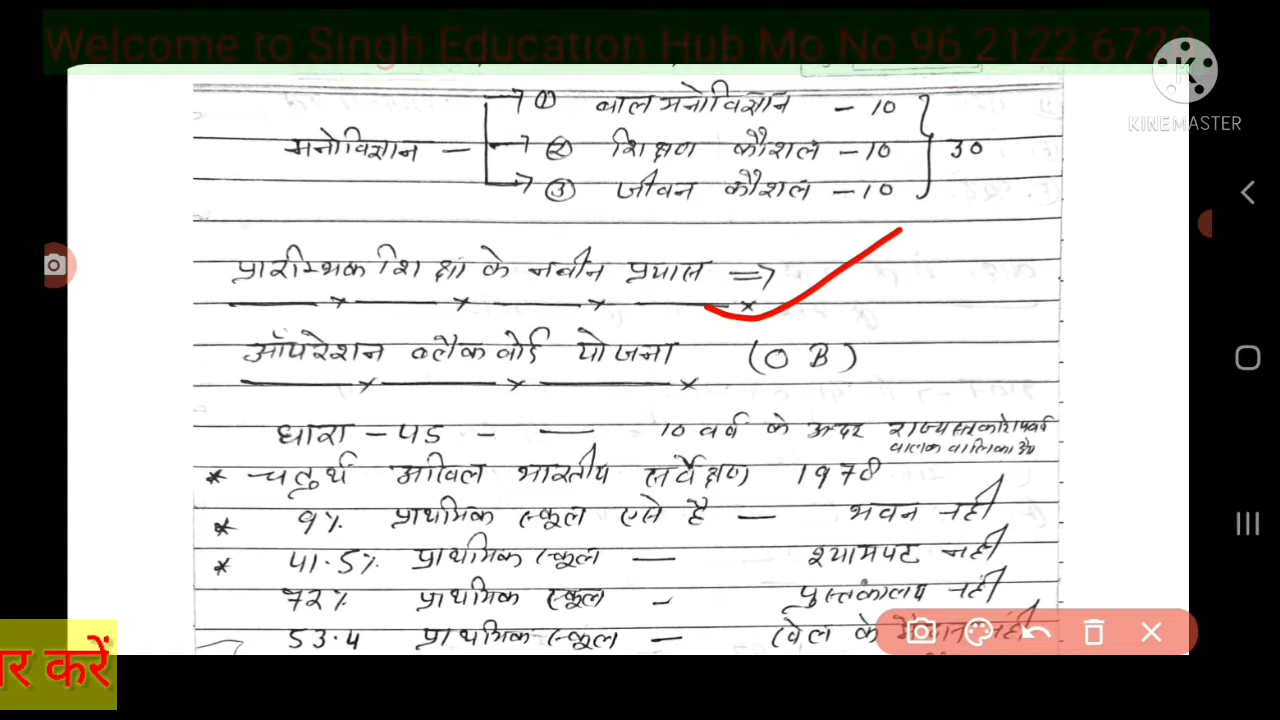 Welcome to Singh Education Hub Mo No 96 2122 6729
KINEMASTER
→ ① बाल मनोविज्ञान - 10
मनोविज्ञान - → ② शिक्षण कौशल - 10 } 30
→ ③ जीवन कौशल - 10
प्रारम्भिक शिक्षा के नवीन प्रयास ⇒
ऑपरेशन ब्लैक बोर्ड योजना (O B)
धारा - 45 - — 10 वर्ष के अन्दर
बालक बालिका
* चतुर्थ अखिल भारतीय सर्वेक्षण 1978
* 9% प्राथमिक स्कूल एसे है — भवन नही
* 41.5% प्राथमिक स्कूल — श्यामपट नही
72% प्राथमिक स्कूल - पुस्तकालय नही
53.4 प्राथमिक स्कूल — खेल के मैदान नही
र करें